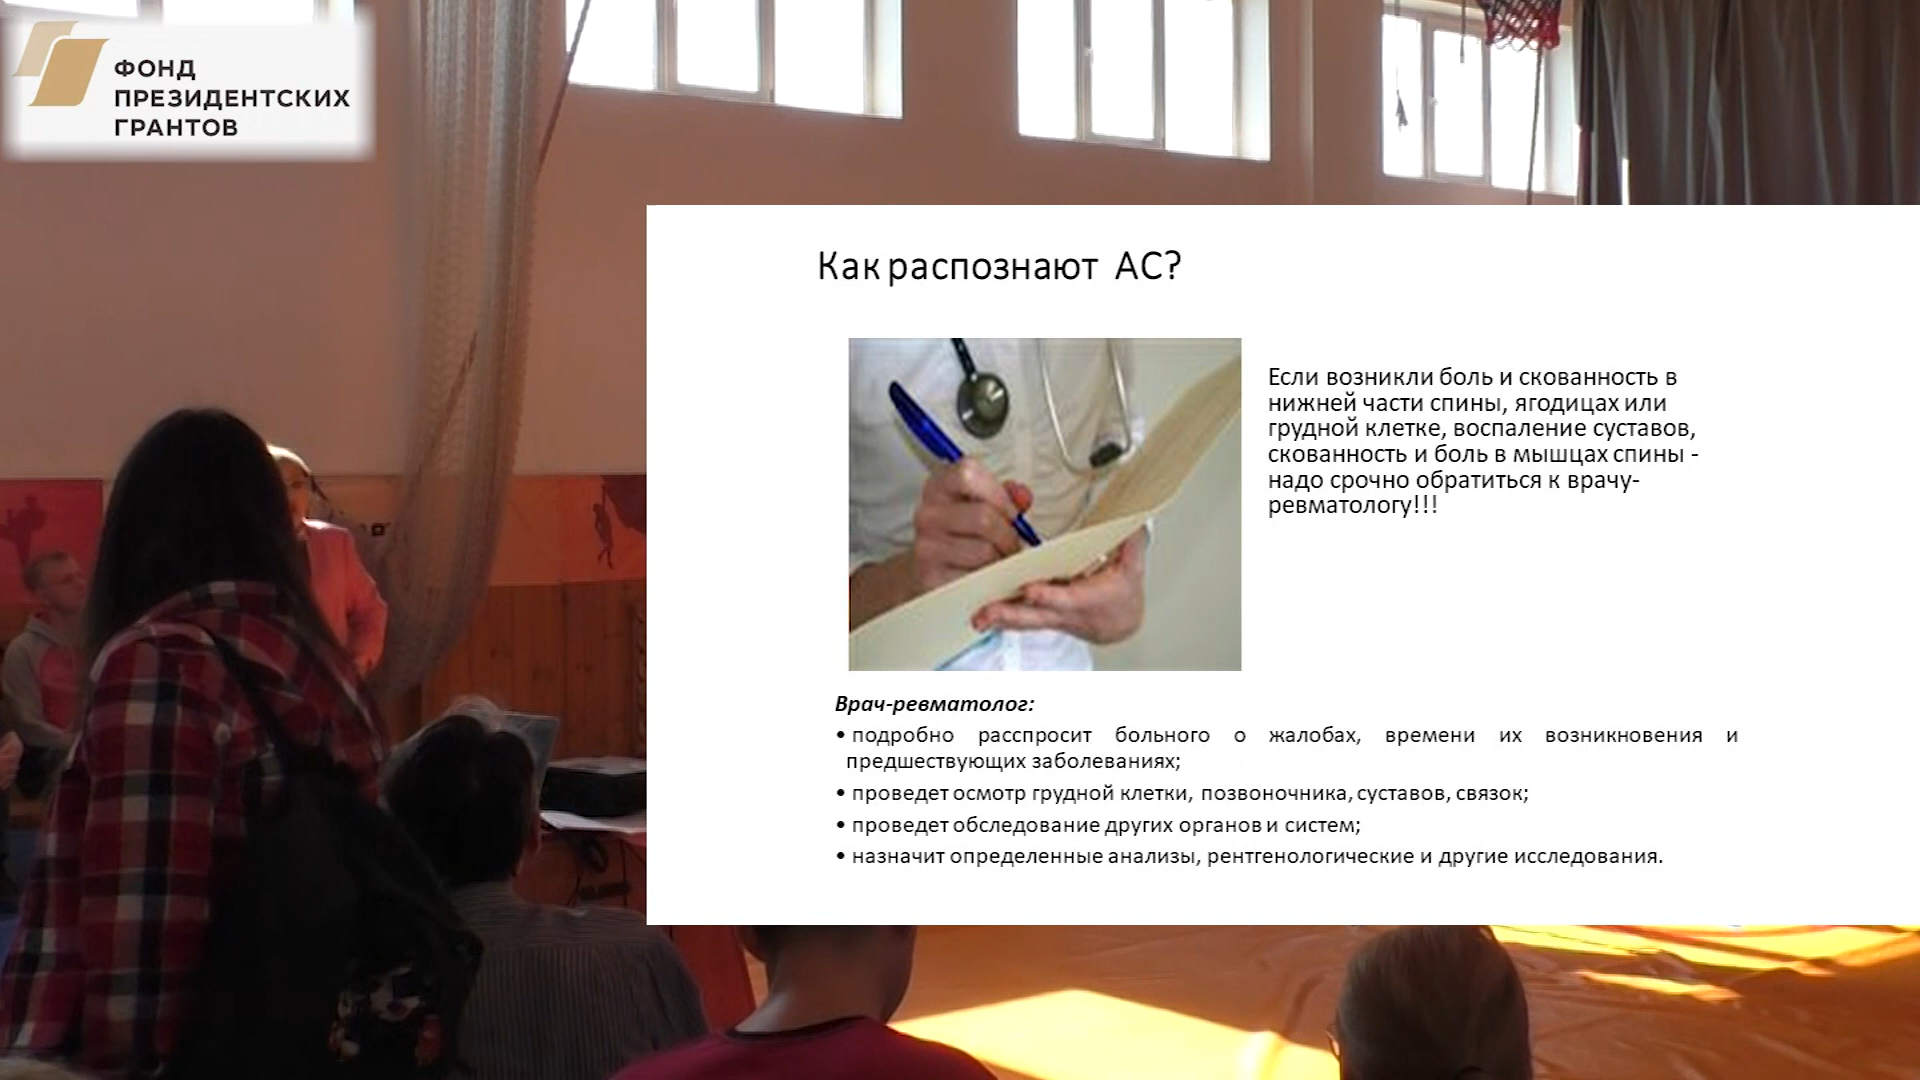 ФОНД
ПРЕЗИДЕНТСКИХ
ГРАНТОВ
Как распознают АС?
Если возникли боль и скованность в
нижней части спины, ягодицах или
грудной клетке, воспаление суставов,
скованность и боль в мышцах спины -
надо срочно обратиться к врачу-
ревматологу!!!
Врач-ревматолог:
• подробно расспросит больного о жалобах, времени их возникновения и
предшествующих заболеваниях;
• проведет осмотр грудной клетки, позвоночника, суставов, связок;
• проведет обследование других органов и систем;
• назначит определенные анализы, рентгенологические и другие исследования.